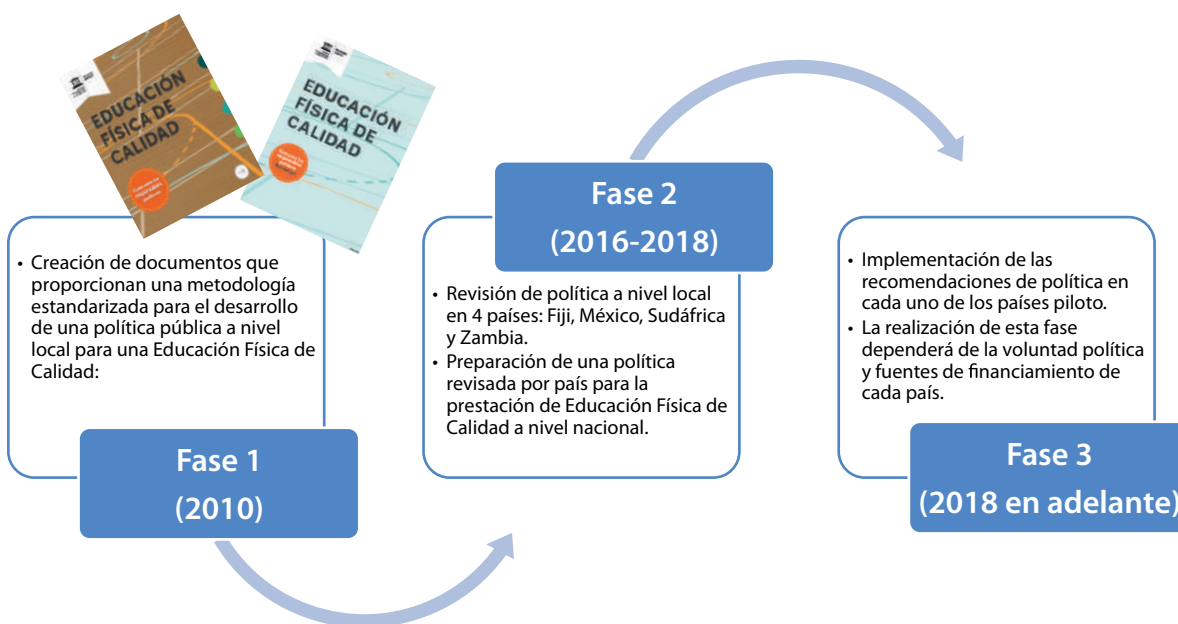 EDUCACIÓN
FÍSICA DE
CALIDAD
EDUCACIÓN
FÍSICA DE
CALIDAD
• Creación de documentos que
proporcionan una metodología
estandarizada para el desarrollo
de una política pública a nivel
local para una Educación Física de
Calidad:
Fase 1
(2010)
Fase 2
(2016-2018)
• Revisión de política a nivel local
en 4 países: Fiji, México, Sudáfrica
y Zambia.
• Preparación de una política
revisada por país para la
prestación de Educación Física de
Calidad a nivel nacional.
• Implementación de las
recomendaciones de política en
cada uno de los países piloto.
• La realización de esta fase
dependerá de la voluntad política
y fuentes de financiamiento de
cada país.
Fase 3
(2018 en adelante)